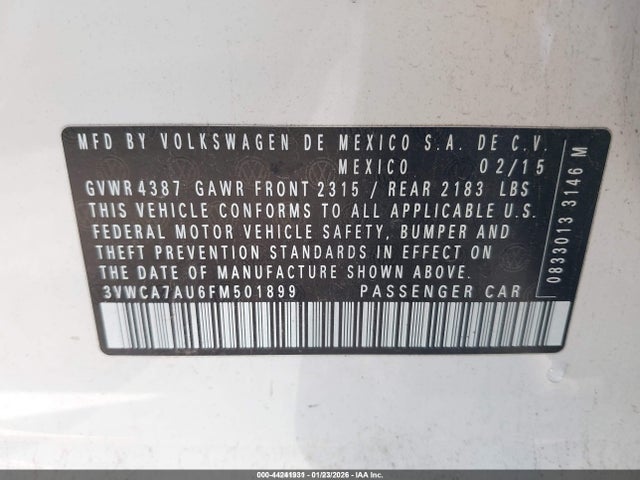 MFD BY VOLKSWAGEN DE MEXICO S.A. DE C.V.
MEXICO 02/15
GVWR 4387 GAWR FRONT 2315 / REAR 2183 LBS
THIS VEHICLE CONFORMS TO ALL APPLICABLE U.S.
FEDERAL MOTOR VEHICLE SAFETY, BUMPER AND
THEFT PREVENTION STANDARDS IN EFFECT ON
THE DATE OF MANUFACTURE SHOWN ABOVE.
3VWCA7AU6FM501899 PASSENGER CAR
0833013 3146 M
000-44241931 - 01/23/2026 - IAA Inc.